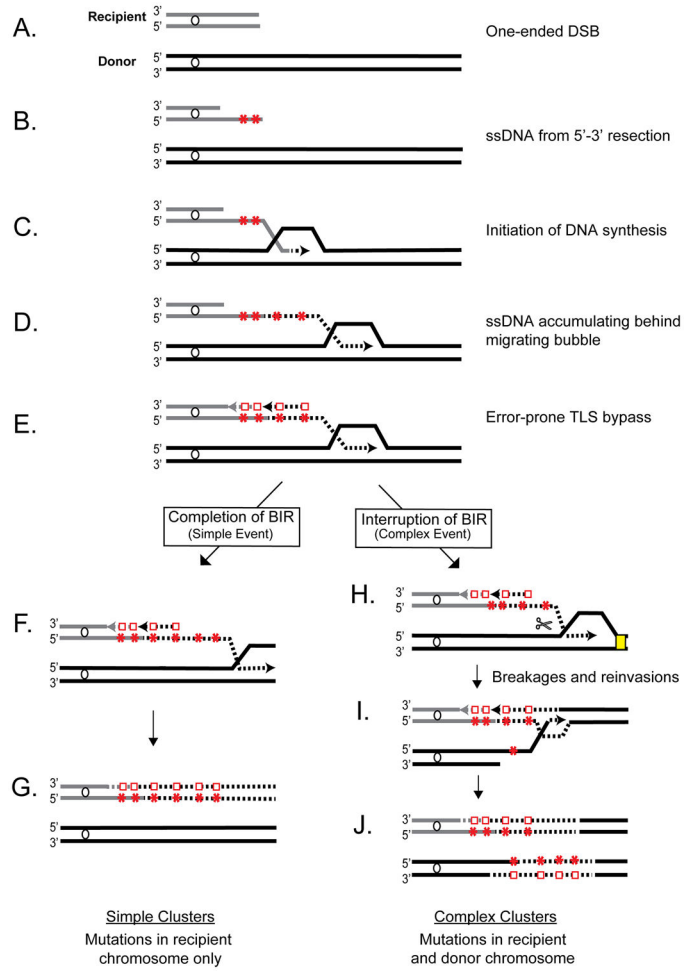 A.
Recipient
3’
5’
One-ended DSB
Donor
5’
3’
B.
3’
5’
ssDNA from 5’-3’ resection
5’
3’
C.
3’
5’
Initiation of DNA synthesis
5’
3’
D.
3’
5’
ssDNA accumulating behind
migrating bubble
5’
3’
E.
3’
5’
Error-prone TLS bypass
5’
3’
Completion of BIR
(Simple Event)
Interruption of BIR
(Complex Event)
F.
3’
5’
5’
3’
G.
3’
5’
5’
3’
H.
3’
5’
5’
3’
Breakages and reinvasions
I.
3’
5’
5’
3’
J.
3’
5’
5’
3’
Simple Clusters
Mutations in recipient
chromosome only
Complex Clusters
Mutations in recipient
and donor chromosome